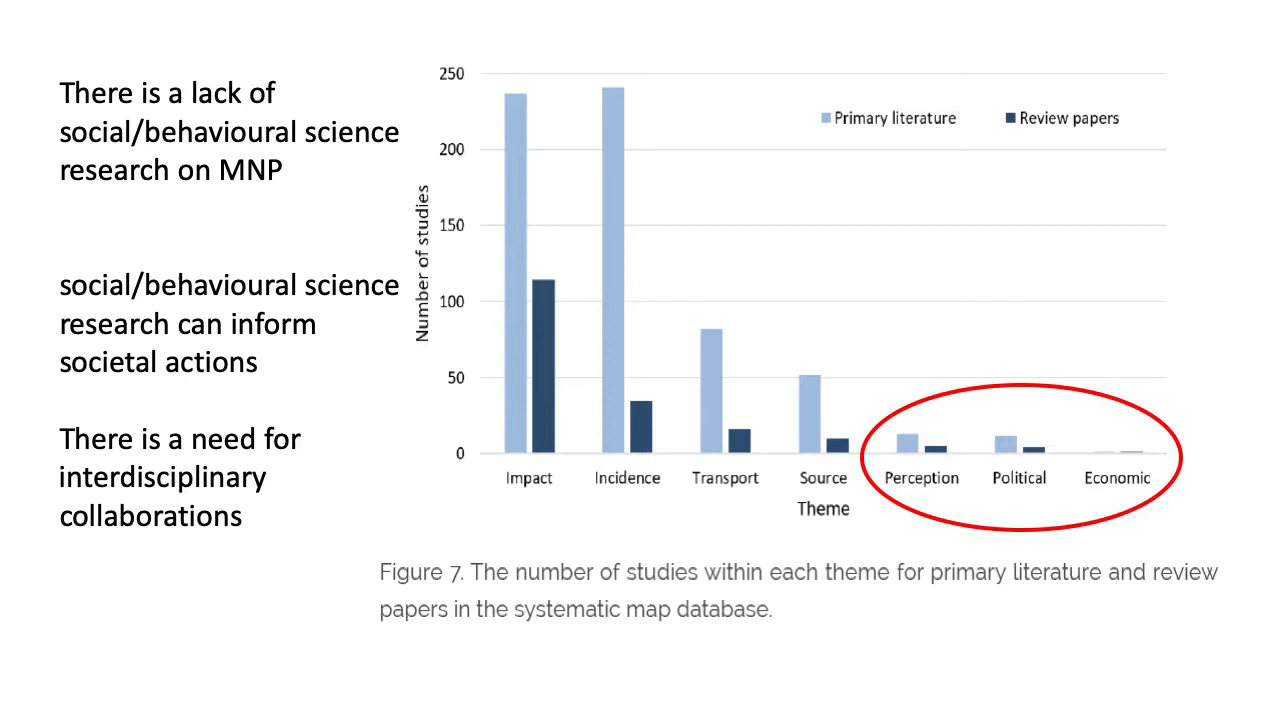 There is a lack of
social/behavioural science
research on MNP
social/behavioural science
research can inform
societal actions
There is a need for
interdisciplinary
collaborations
250
200
150
100
50
0
Number of studies
Primary literature
Review papers
Impact
Incidence
Transport
Source
Perception
Political
Economic
Theme
Figure 7. The number of studies within each theme for primary literature and review
papers in the systematic map database.